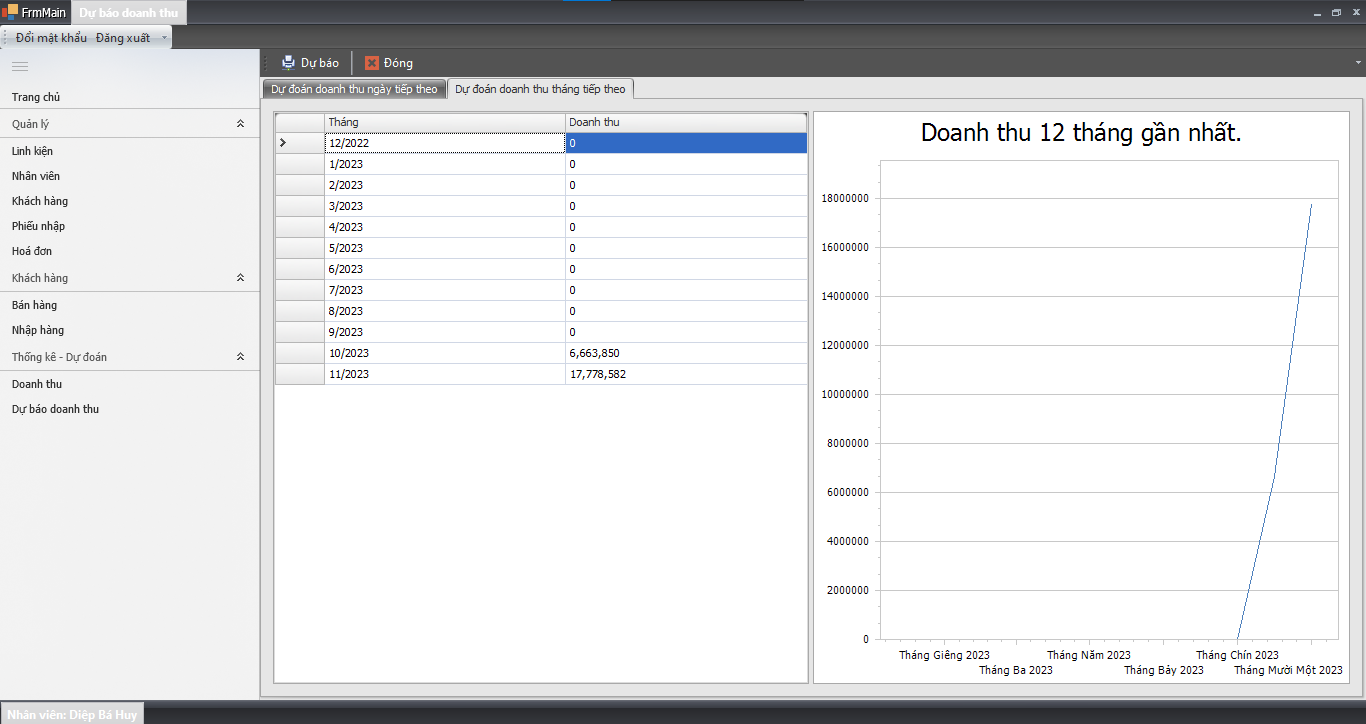 FrmMain Dự báo doanh thu
Đổi mật khẩu Đăng xuất
Trang chủ
Quản lý
Linh kiện
Nhân viên
Khách hàng
Phiếu nhập
Hoá đơn
Khách hàng
Bán hàng
Nhập hàng
Thống kê - Dự đoán
Doanh thu
Dự báo doanh thu
Dự báo Đóng
Dự đoán doanh thu ngày tiếp theo Dự đoán doanh thu tháng tiếp theo
Tháng Doanh thu
12/2022 0
1/2023 0
2/2023 0
3/2023 0
4/2023 0
5/2023 0
6/2023 0
7/2023 0
8/2023 0
9/2023 0
10/2023 6,663,850
11/2023 17,778,582
Doanh thu 12 tháng gần nhất.
18000000
16000000
14000000
12000000
10000000
8000000
6000000
4000000
2000000
0
Tháng Giêng 2023 Tháng Năm 2023 Tháng Chín 2023
Tháng Ba 2023 Tháng Bảy 2023 Tháng Mười Một 2023
Nhân viên: Diệp Bá Huy